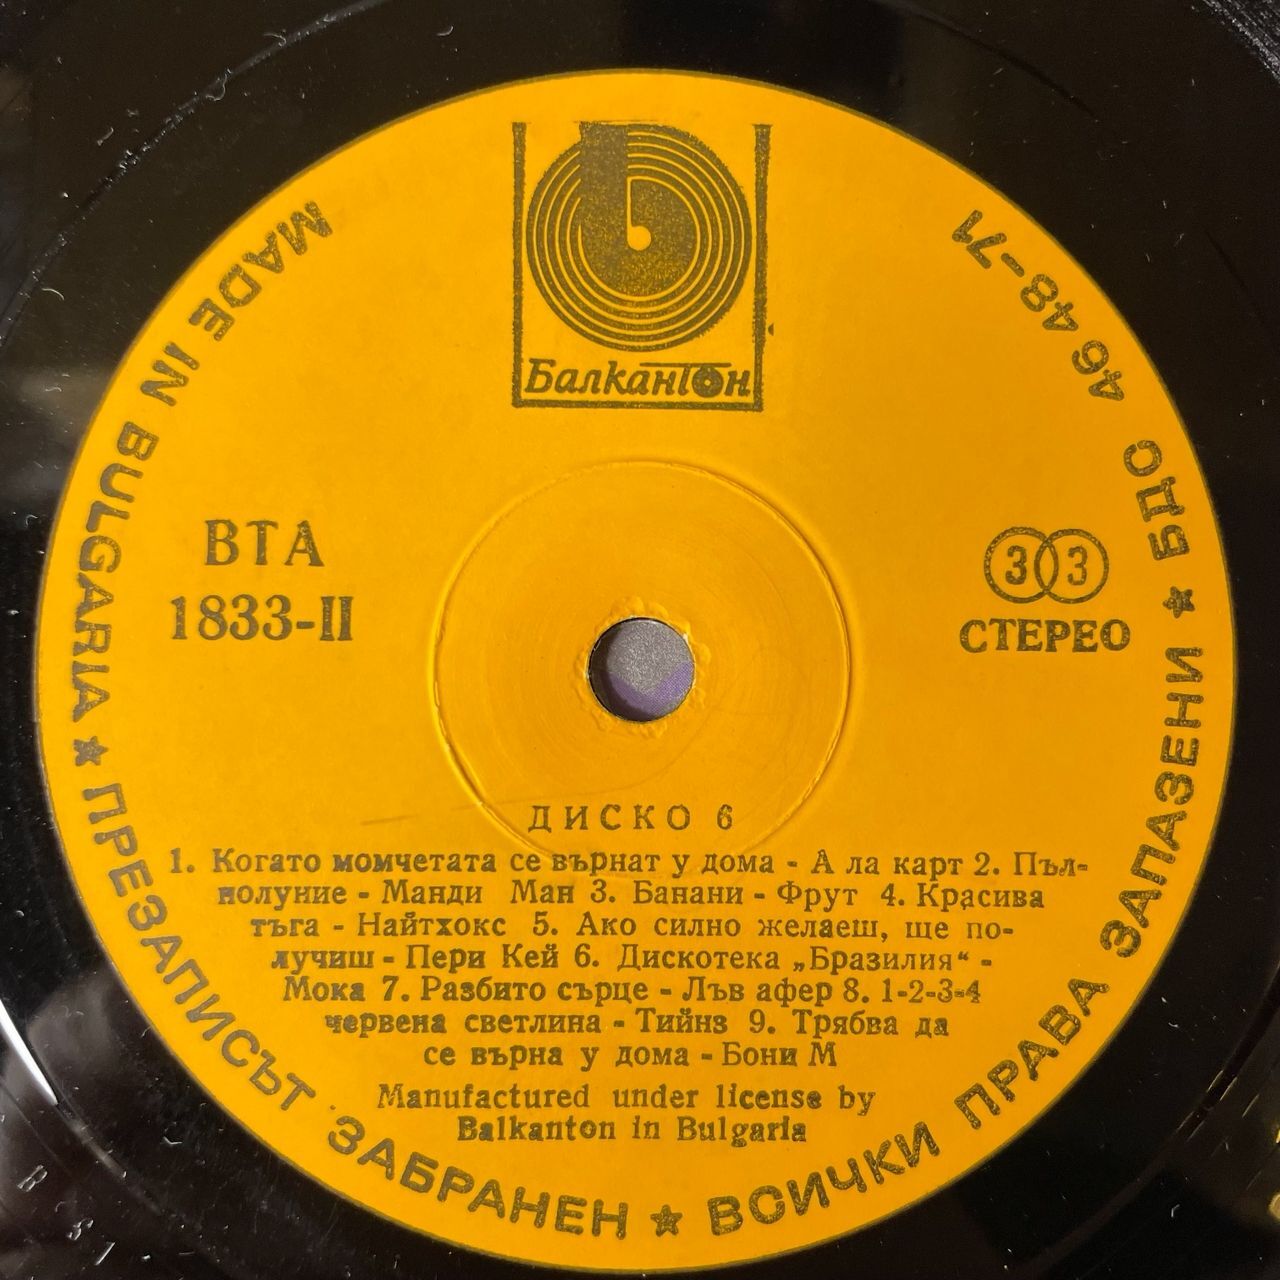 Балкантон
MADE IN BULGARIA ★ ПРЕЗАПИСЪТ ЗАБРАНЕН ★ ВСИЧКИ ПРАВА ЗАПАЗЕНИ ★ БДС 46 48-71
ВТА
1833-II
33
СТЕРЕО
ДИСКО 6
1. Когато момчетата се върнат у дома - А ла карт 2. Пъл-
нолуние - Манди Ман 3. Банани - Фрут 4. Красива
тъга - Найтхокс 5. Ако силно желаеш, ще по-
лучиш - Пери Кей 6. Дискотека „Бразилия“ -
Мока 7. Разбито сърце - Лъв афер 8. 1-2-3-4
червена светлина - Тийнз 9. Трябва да
се върна у дома - Бони М
Manufactured under license by
Balkanton in Bulgaria